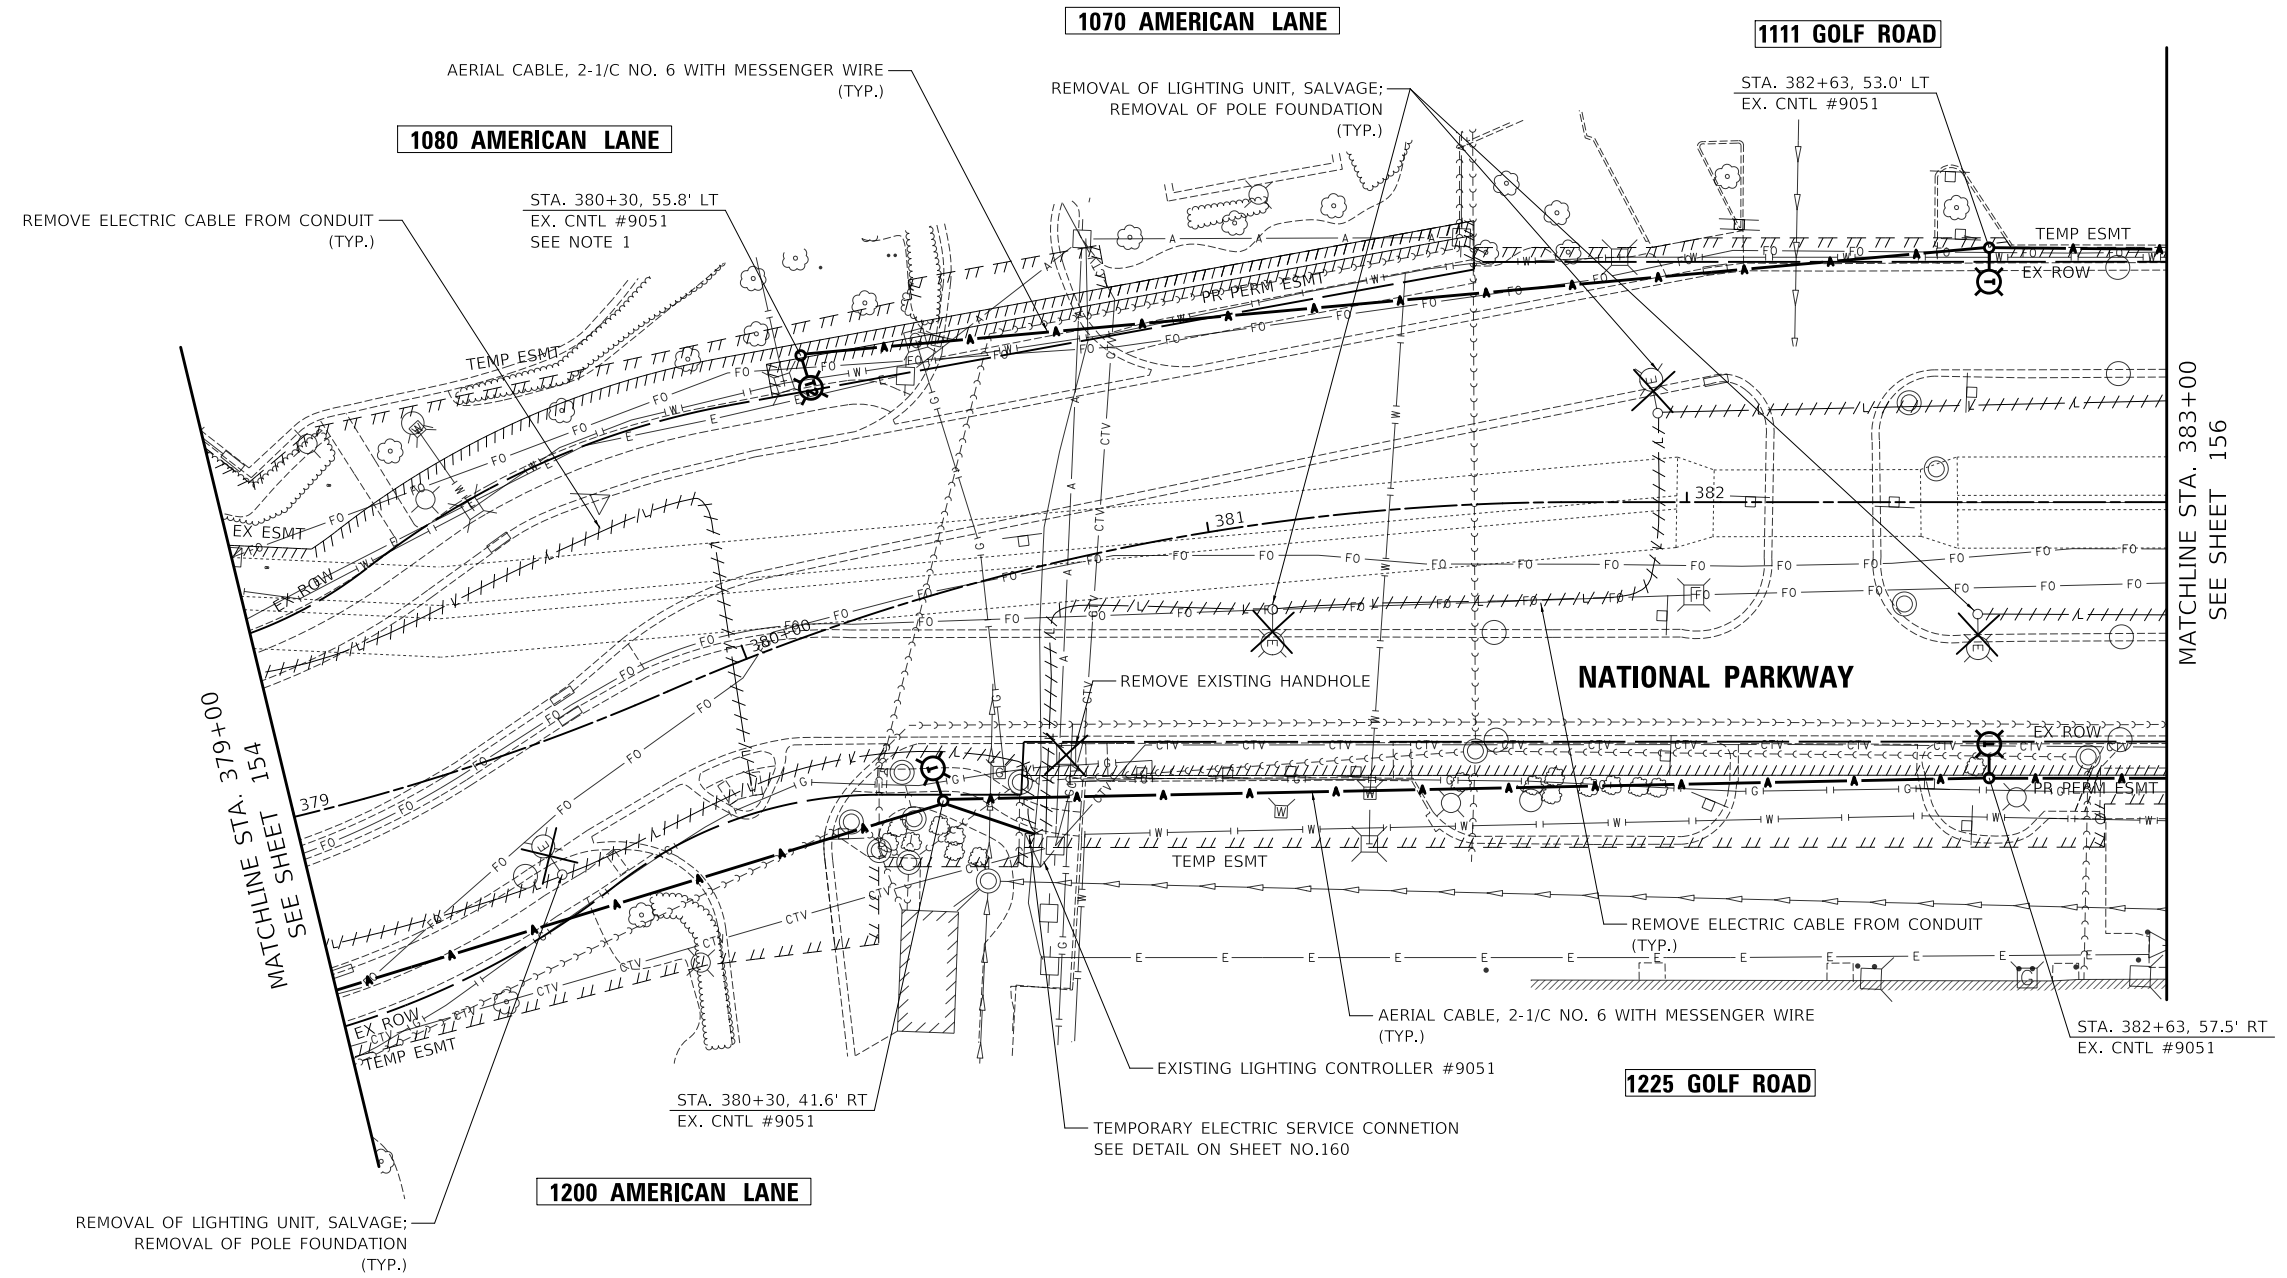 1070 AMERICAN LANE
1111 GOLF ROAD
AERIAL CABLE, 2-1/C NO. 6 WITH MESSENGER WIRE
(TYP.)
REMOVAL OF LIGHTING UNIT, SALVAGE;
REMOVAL OF POLE FOUNDATION
(TYP.)
STA. 382+63, 53.0' LT
EX. CNTL #9051
1080 AMERICAN LANE
STA. 380+30, 55.8' LT
EX. CNTL #9051
SEE NOTE 1
REMOVE ELECTRIC CABLE FROM CONDUIT
(TYP.)
TEMP ESMT
EX ROW
PR PERM ESMT
TEMP ESMT
MATCHLINE STA. 383+00
SEE SHEET 156
382
381
EX ESMT
EX ROW
380+00
REMOVE EXISTING HANDHOLE
NATIONAL PARKWAY
EX ROW
PR PERM ESMT
379
MATCHLINE STA. 379+00
SEE SHEET 154
TEMP ESMT
REMOVE ELECTRIC CABLE FROM CONDUIT
(TYP.)
EX ROW
TEMP ESMT
AERIAL CABLE, 2-1/C NO. 6 WITH MESSENGER WIRE
(TYP.)
STA. 382+63, 57.5' RT
EX. CNTL #9051
EXISTING LIGHTING CONTROLLER #9051
1225 GOLF ROAD
STA. 380+30, 41.6' RT
EX. CNTL #9051
TEMPORARY ELECTRIC SERVICE CONNETION
SEE DETAIL ON SHEET NO.160
1200 AMERICAN LANE
REMOVAL OF LIGHTING UNIT, SALVAGE;
REMOVAL OF POLE FOUNDATION
(TYP.)